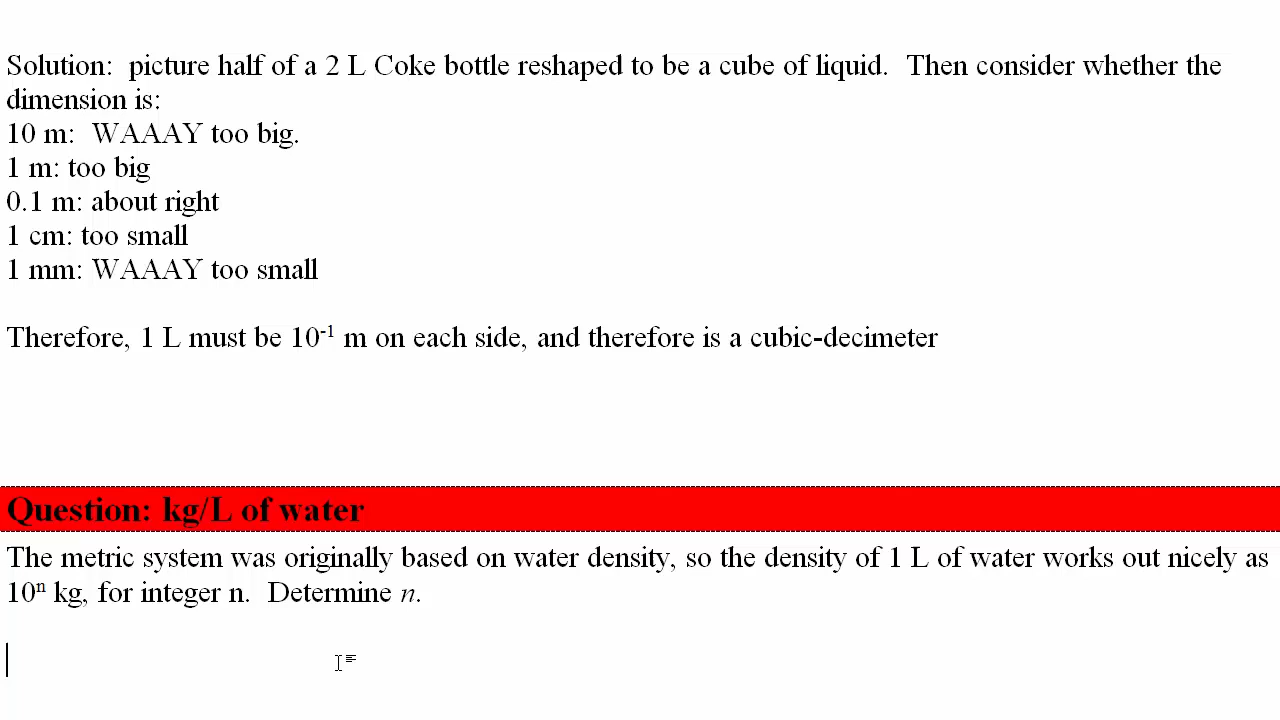 Solution:  picture half of a 2 L Coke bottle reshaped to be a cube of liquid.  Then consider whether the
dimension is:
10 m:  WAAAY too big.
1 m: too big
0.1 m: about right
1 cm: too small
1 mm: WAAAY too small
Therefore, 1 L must be 10⁻¹ m on each side, and therefore is a cubic-decimeter
Question: kg/L of water
The metric system was originally based on water density, so the density of 1 L of water works out nicely as
10ⁿ kg, for integer n.  Determine n.